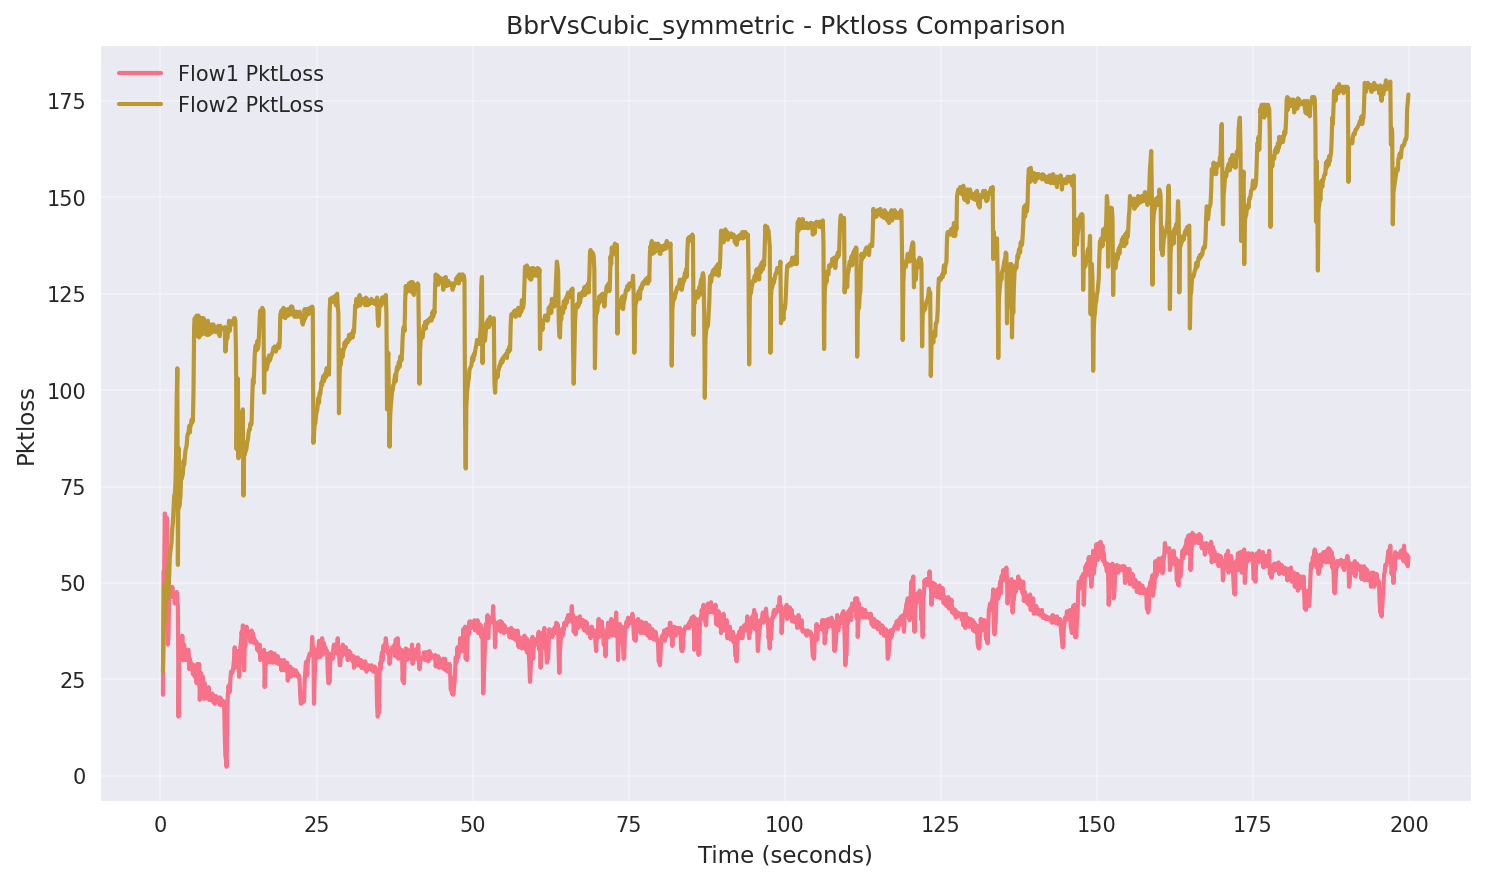 BbrVsCubic_symmetric - Pktloss Comparison
Flow1 PktLoss
Flow2 PktLoss
Pktloss
175
150
125
100
75
50
25
0
0 25 50 75 100 125 150 175 200
Time (seconds)